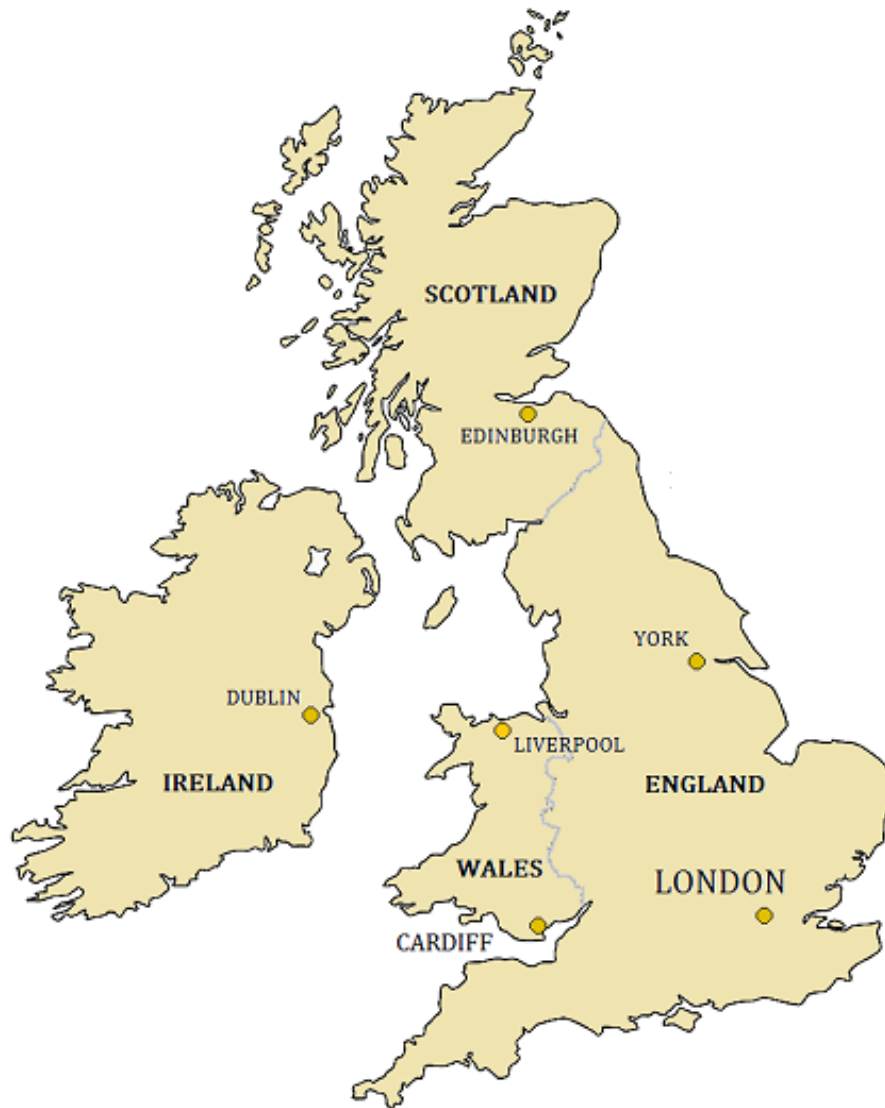 SCOTLAND
EDINBURGH
YORK
DUBLIN
LIVERPOOL
IRELAND
ENGLAND
WALES
LONDON
CARDIFF